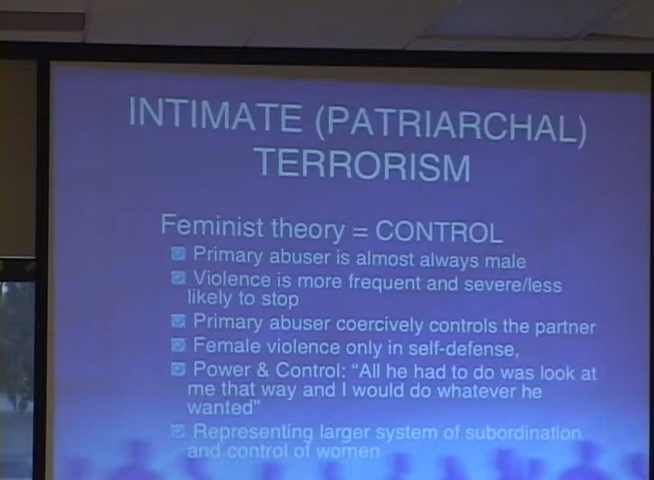 INTIMATE (PATRIARCHAL)
TERRORISM
Feminist theory = CONTROL
Primary abuser is almost always male
Violence is more frequent and severe/less
likely to stop
Primary abuser coercively controls the partner
Female violence only in self-defense,
Power & Control: “All he had to do was look at
me that way and I would do whatever he
wanted”
Representing larger system of subordination
and control of women